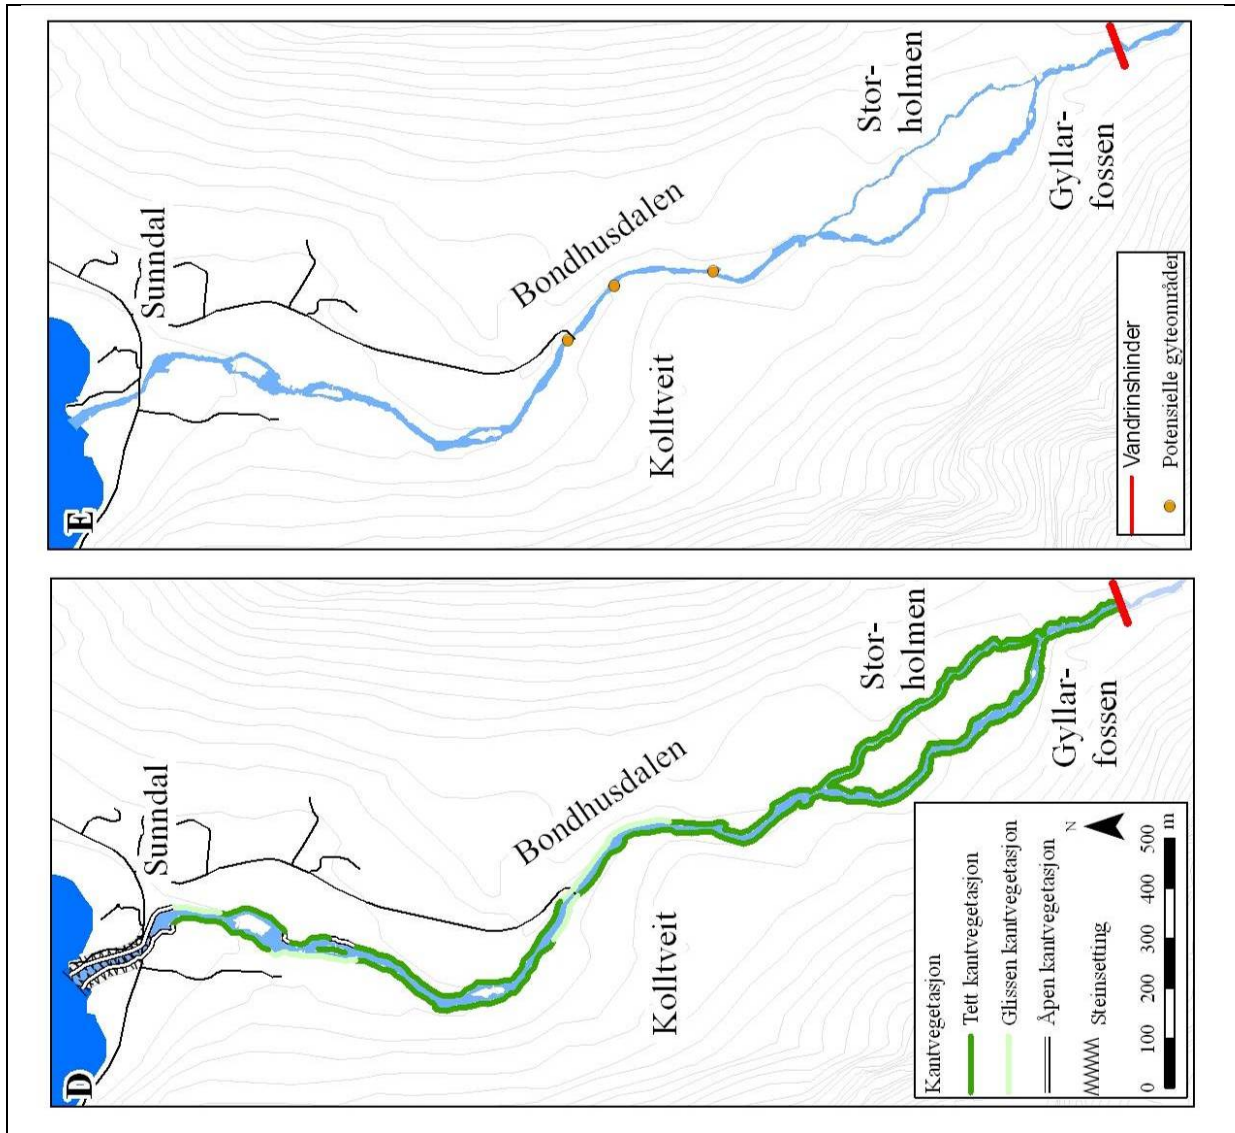 E
Sunndal
Bondhusdalen
Kolltveit
Stor-
holmen
Gyllar-
fossen
Vandrinshinder
Potensielle gyteområder
D
Sunndal
Bondhusdalen
Kolltveit
Stor-
holmen
Gyllar-
fossen
Kantvegetasjon
Tett kantvegetasjon
Glissen kantvegetasjon
Åpen kantvegetasjon
Steinsetting
N
0 100 200 300 400 500 m